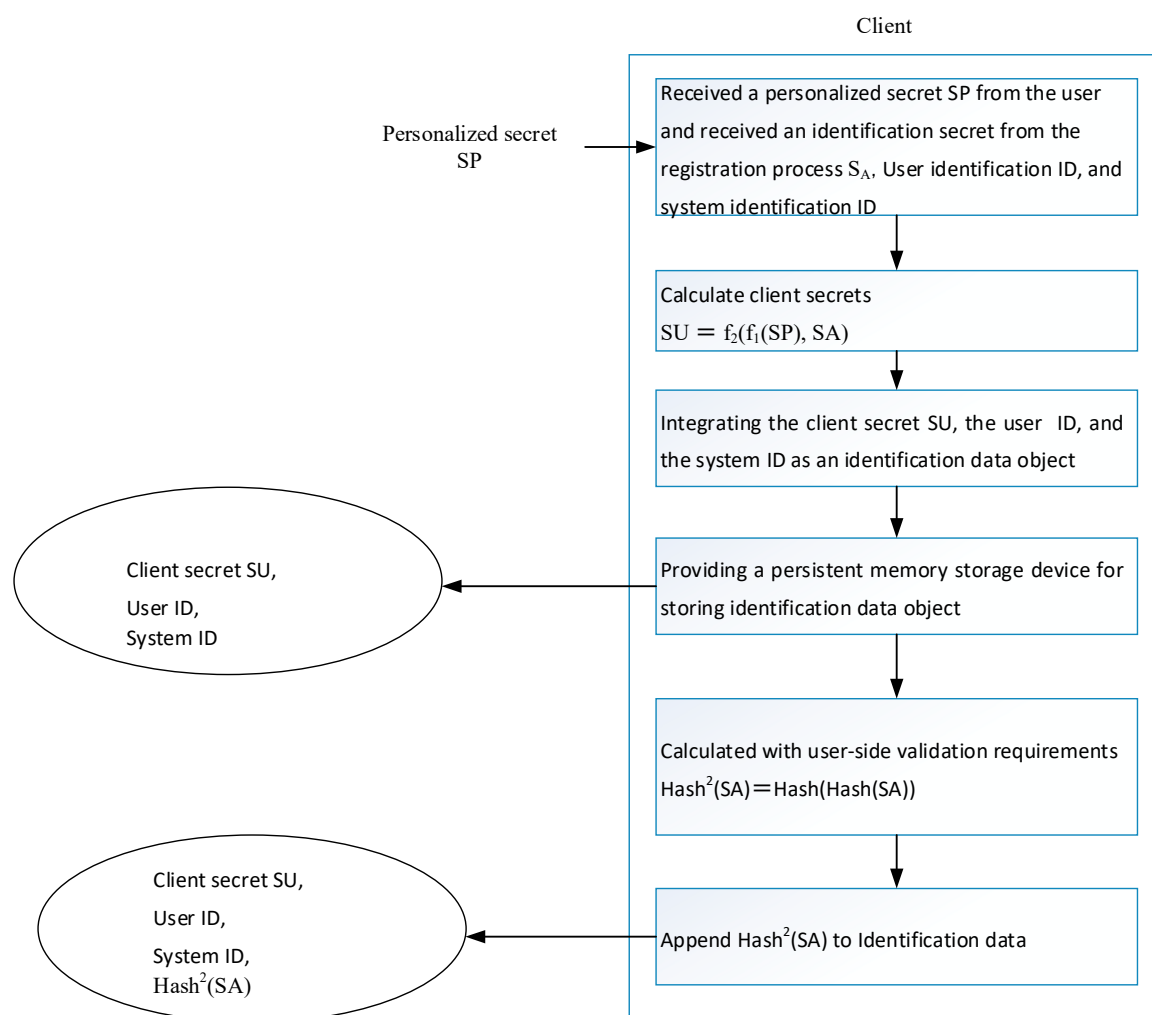 Client
Personalized secret
SP
Received a personalized secret SP from the user
and received an identification secret from the
registration process S_A, User identification ID, and
system identification ID
Calculate client secrets
SU = f₂(f₁(SP), SA)
Integrating the client secret SU, the user ID, and
the system ID as an identification data object
Client secret SU,
User ID,
System ID
Providing a persistent memory storage device for
storing identification data object
Calculated with user-side validation requirements
Hash²(SA)=Hash(Hash(SA))
Client secret SU,
User ID,
System ID,
Hash²(SA)
Append Hash²(SA) to Identification data